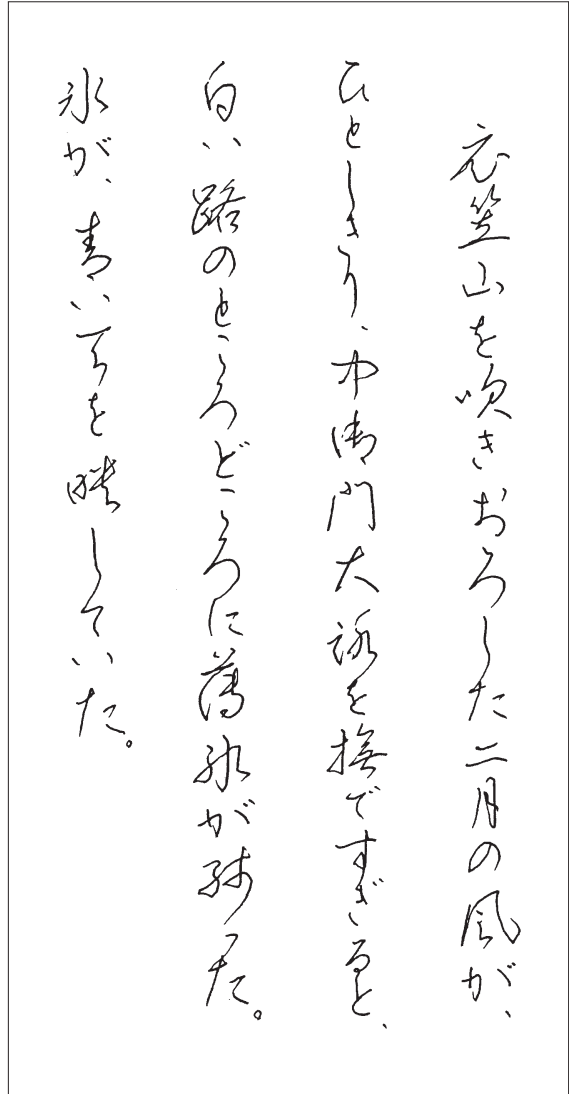 衣笠山を吹きおろした二月の風が、
ひとしきり、中御門大路を撫ですぎると、
白い路のところどころに薄氷が残った。
氷が、青い空を映していた。